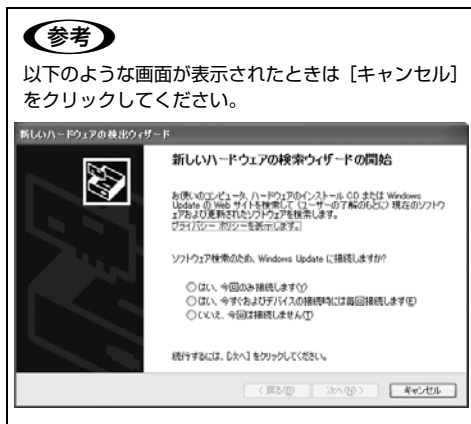 参考
以下のような画面が表示されたときは［キャンセル］
をクリックしてください。
新しいハードウェアの検出ウィザード
新しいハードウェアの検索ウィザードの開始
お使いのコンピュータ、ハードウェアのインストール CD または Windows
Update の Web サイトを検索して（ユーザーの了解のもとに）現在のソフトウ
ェアおよび更新されたソフトウェアを検索します。
プライバシー ポリシーを表示します。
ソフトウェア検索のため、Windows Update に接続しますか?
はい、今回のみ接続します(Y)
はい、今すぐおよびデバイスの接続時には毎回接続します(E)
いいえ、今回は接続しません(T)
続行するには、［次へ］をクリックしてください。
< 戻る(B)
次へ(N) >
キャンセル